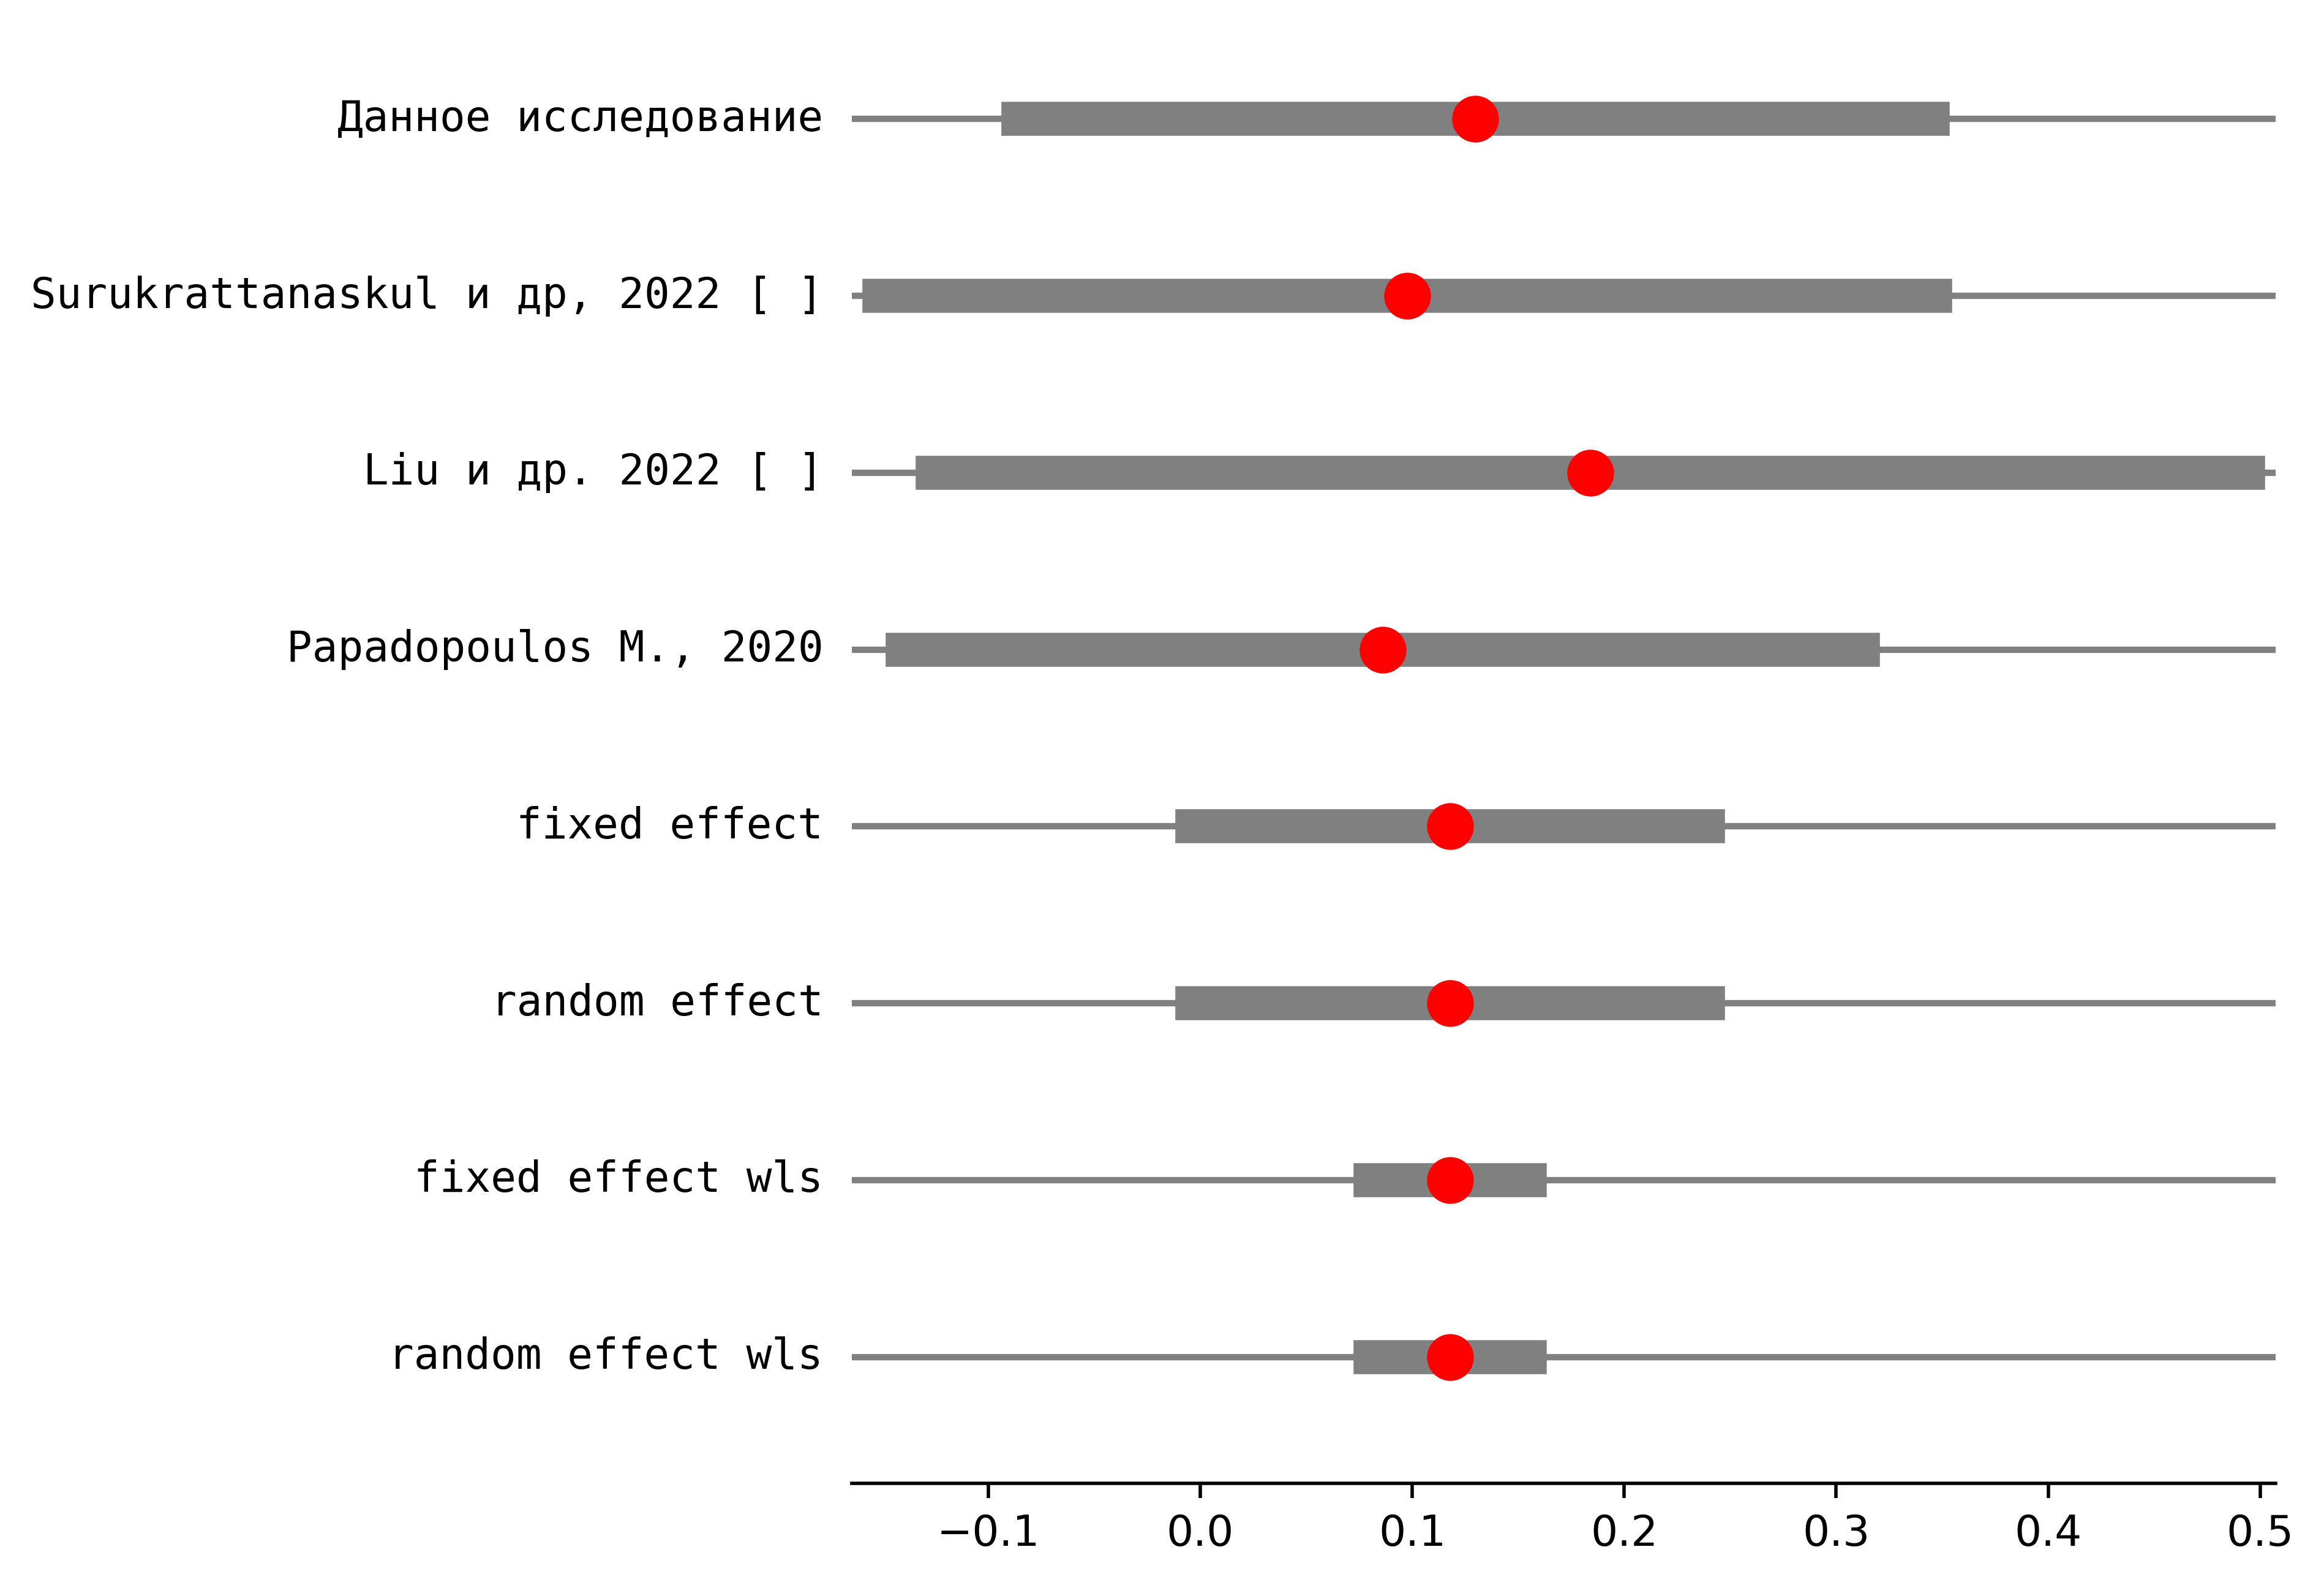 Данное исследование
Surukrattanaskul и др, 2022 [ ]
Liu и др. 2022 [ ]
Papadopoulos M., 2020
fixed effect
random effect
fixed effect wls
random effect wls
−0.1 0.0 0.1 0.2 0.3 0.4 0.5